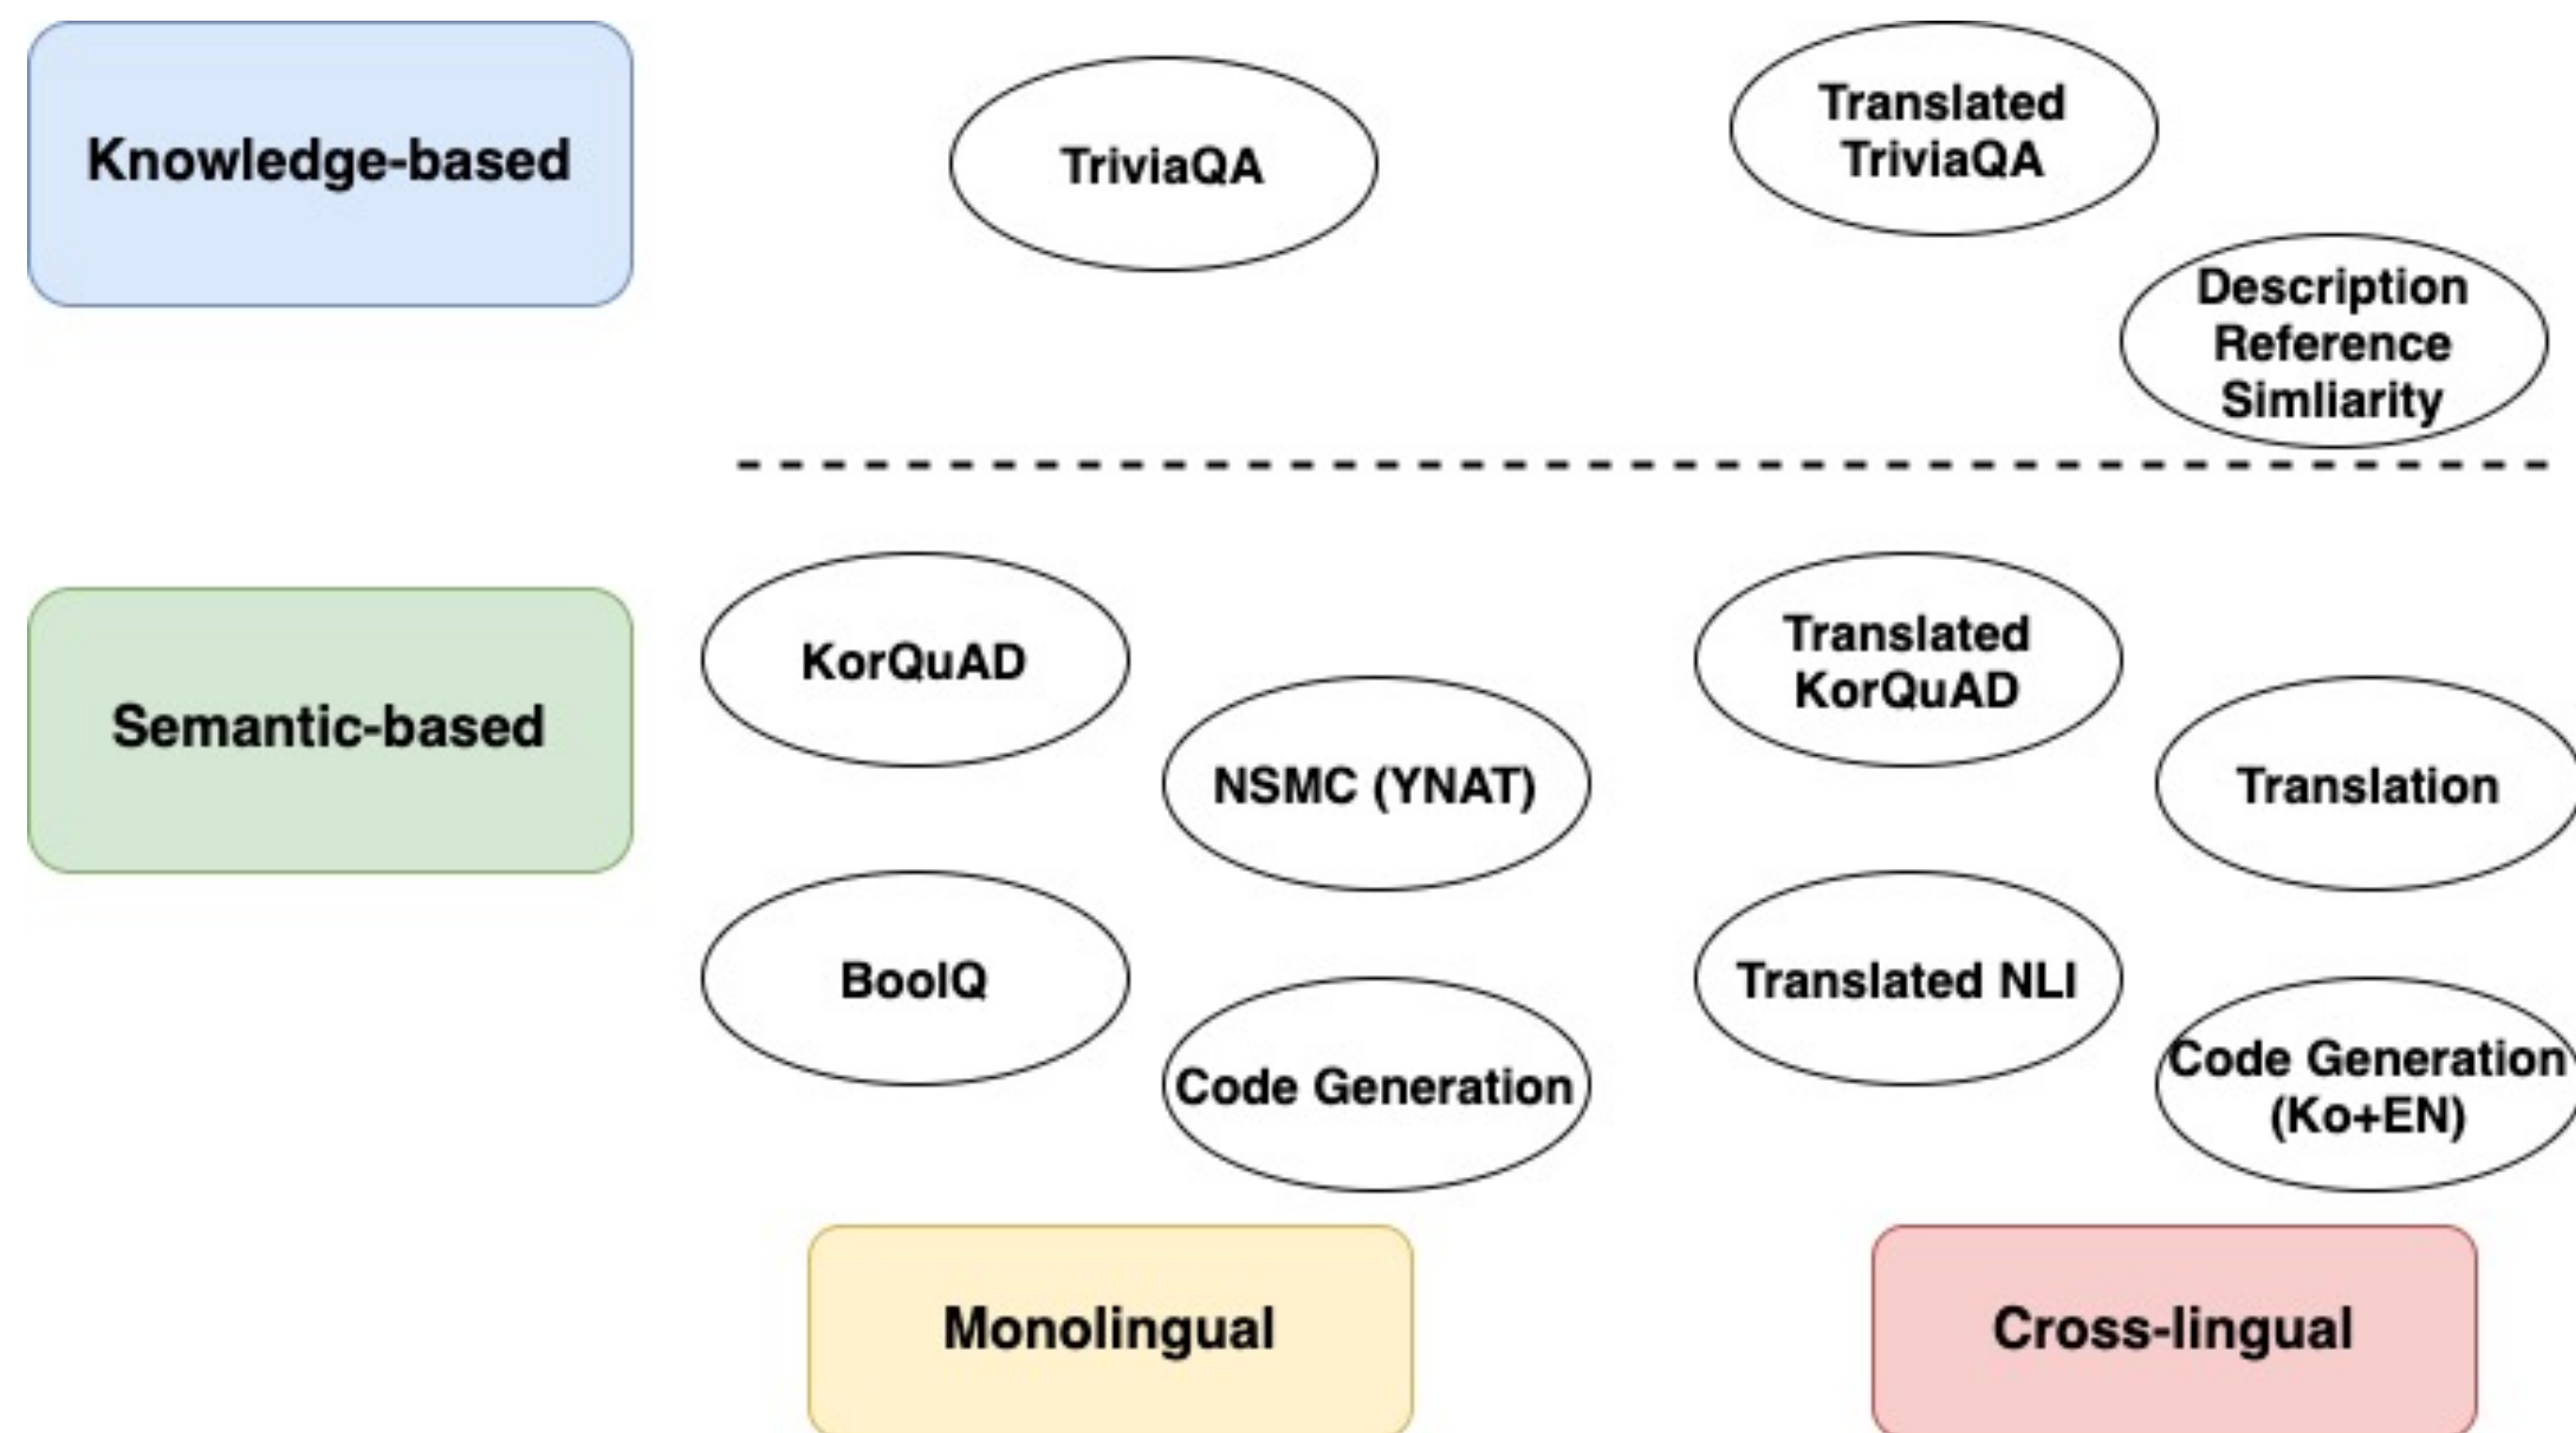 Knowledge-based
TriviaQA
Translated
TriviaQA
Description
Reference
Simliarity
Semantic-based
KorQuAD
NSMC (YNAT)
BoolQ
Code Generation
Translated
KorQuAD
Translation
Translated NLI
Code Generation
(Ko+EN)
Monolingual
Cross-lingual